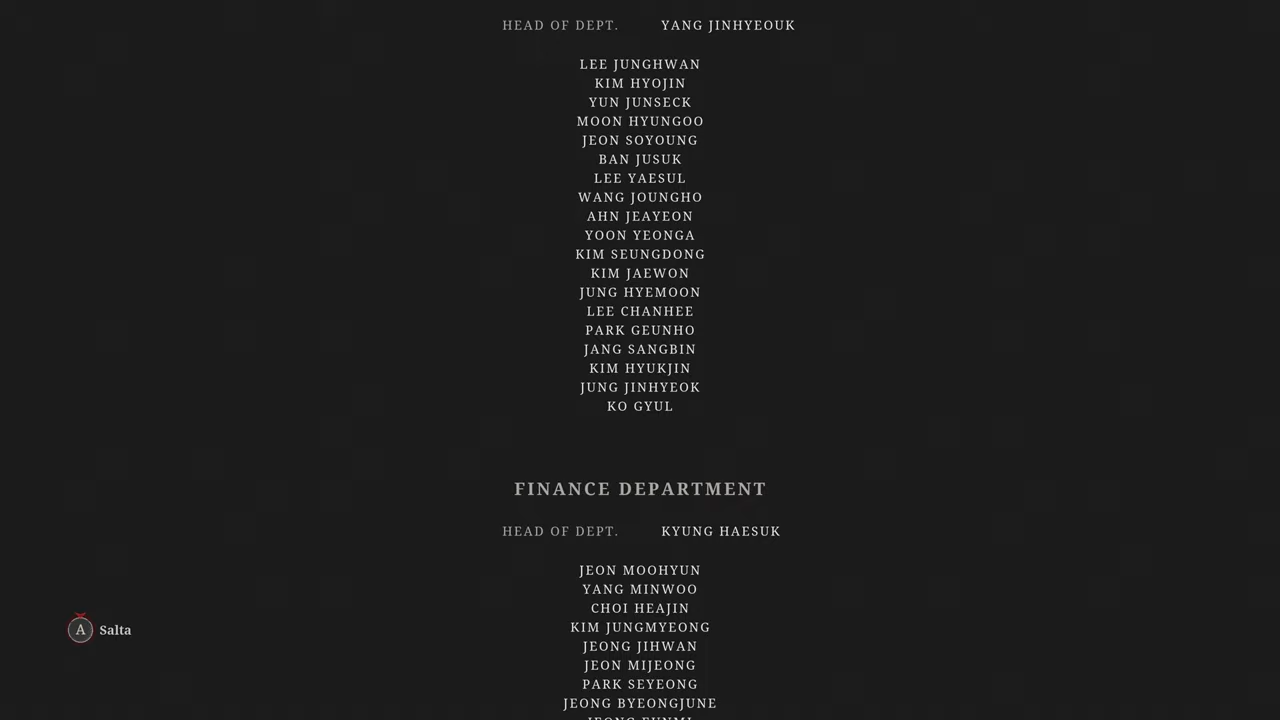 HEAD OF DEPT. YANG JINHYEOUK
LEE JUNGHWAN
KIM HYOJIN
YUN JUNSECK
MOON HYUNGOO
JEON SOYOUNG
BAN JUSUK
LEE YAESUL
WANG JOUNGHO
AHN JEAYEON
YOON YEONGA
KIM SEUNGDONG
KIM JAEWON
JUNG HYEMOON
LEE CHANHEE
PARK GEUNHO
JANG SANGBIN
KIM HYUKJIN
JUNG JINHYEOK
KO GYUL
FINANCE DEPARTMENT
HEAD OF DEPT. KYUNG HAESUK
JEON MOOHYUN
YANG MINWOO
CHOI HEAJIN
KIM JUNGMYEONG
A Salta
JEONG JIHWAN
JEON MIJEONG
PARK SEYEONG
JEONG BYEONGJUNE